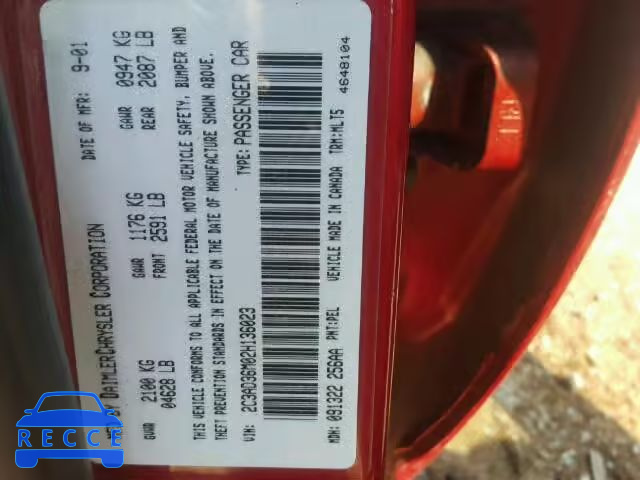 MFD BY DAIMLERCHRYSLER CORPORATION DATE OF MFR: 9-01
GVWR 2100 KG GAWR 1176 KG GAWR 0947 KG
04628 LB FRONT 2591 LB REAR 2087 LB
THIS VEHICLE CONFORMS TO ALL APPLICABLE FEDERAL MOTOR VEHICLE SAFETY, BUMPER AND
THEFT PREVENTION STANDARDS IN EFFECT ON THE DATE OF MANUFACTURE SHOWN ABOVE.
VIN: 2C3AD36M02H136023 TYPE: PASSENGER CAR
MDH: 091322 256AA PNT:PEL VEHICLE MADE IN CANADA TRM:MLT5
4648104
RECCE